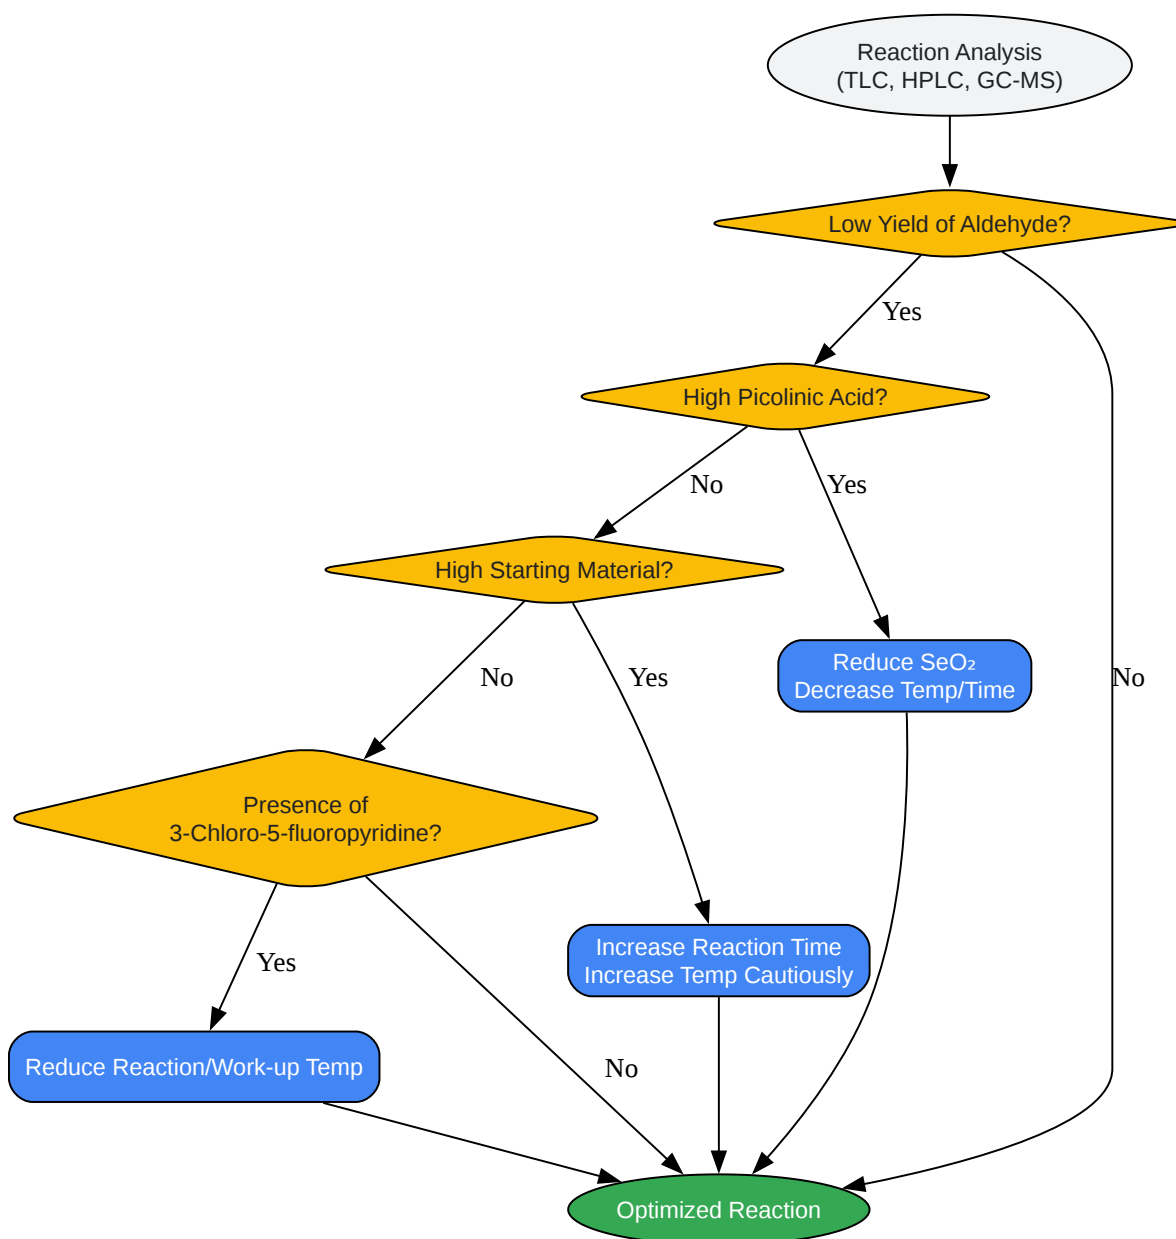 Reaction Analysis
(TLC, HPLC, GC-MS)
Low Yield of Aldehyde?
Yes
High Picolinic Acid?
No
Yes
High Starting Material?
Reduce SeO₂
Decrease Temp/Time
No
Yes
No
Presence of
3-Chloro-5-fluoropyridine?
Increase Reaction Time
Increase Temp Cautiously
Yes
Reduce Reaction/Work-up Temp
No
Optimized Reaction